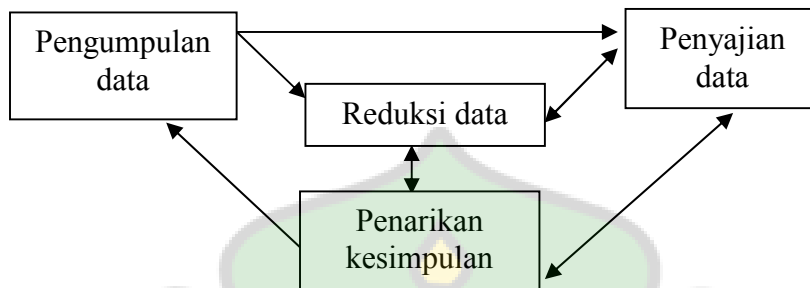 Pengumpulan
data
Penyajian
data
Reduksi data
Penarikan
kesimpulan